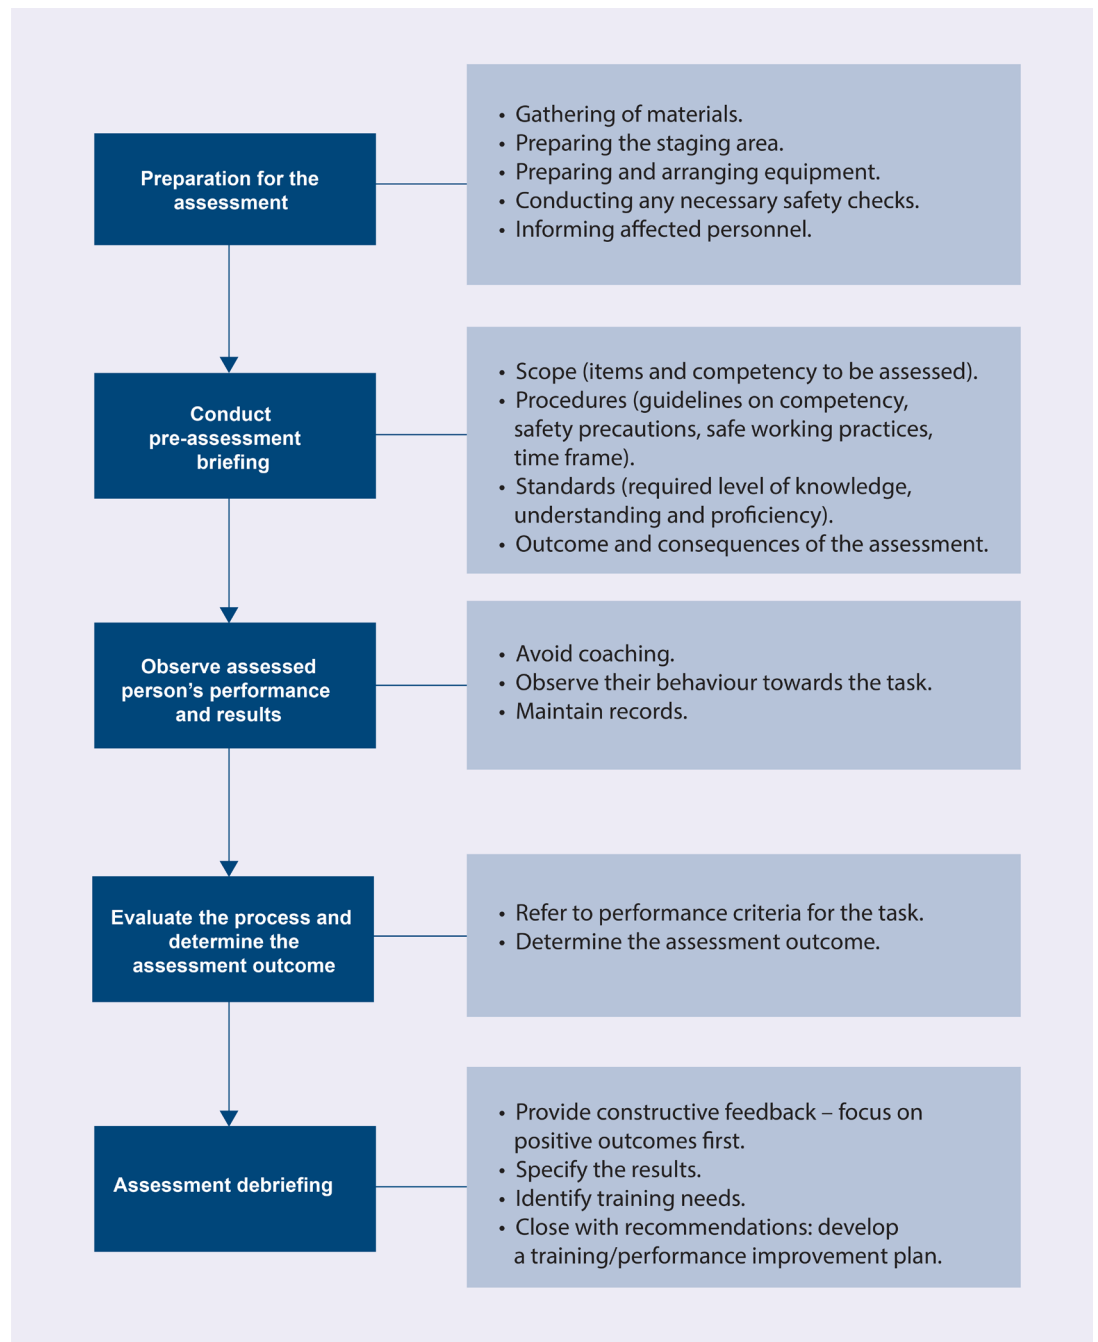 Preparation for the
assessment
• Gathering of materials.
• Preparing the staging area.
• Preparing and arranging equipment.
• Conducting any necessary safety checks.
• Informing affected personnel.
Conduct
pre-assessment
briefing
• Scope (items and competency to be assessed).
• Procedures (guidelines on competency,
safety precautions, safe working practices,
time frame).
• Standards (required level of knowledge,
understanding and proficiency).
• Outcome and consequences of the assessment.
Observe assessed
person’s performance
and results
• Avoid coaching.
• Observe their behaviour towards the task.
• Maintain records.
Evaluate the process and
determine the
assessment outcome
• Refer to performance criteria for the task.
• Determine the assessment outcome.
Assessment debriefing
• Provide constructive feedback – focus on
positive outcomes first.
• Specify the results.
• Identify training needs.
• Close with recommendations: develop
a training/performance improvement plan.